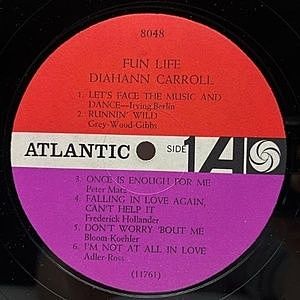 8048
FUN LIFE
DIAHANN CARROLL
1. LET'S FACE THE MUSIC AND
DANCE—Irving Berlin
2. RUNNIN' WILD
Grey-Wood-Gibbs
ATLANTIC SIDE 1 A
3. ONCE IS ENOUGH FOR ME
Peter Matz
4. FALLING IN LOVE AGAIN,
CAN'T HELP IT
Frederick Hollander
5. DON'T WORRY 'BOUT ME
Bloom-Koehler
6. I'M NOT AT ALL IN LOVE
Adler-Ross
(11761)